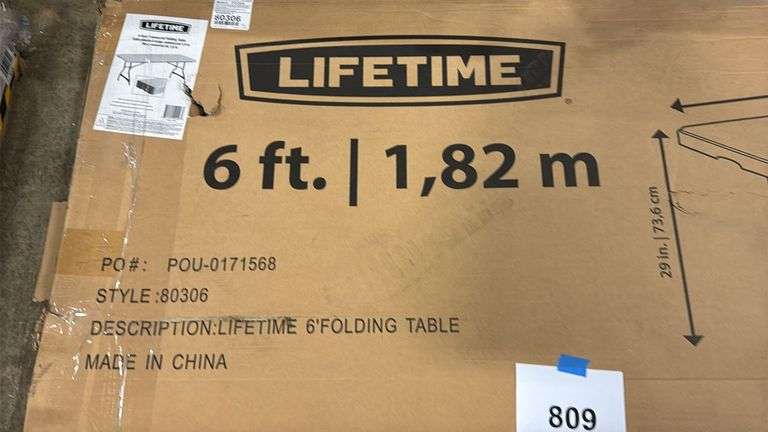 80306
LIFETIME
LIFETIME
6 ft. | 1,82 m
29 in. | 73,6 cm
PO#: POU-0171568
STYLE:80306
DESCRIPTION:LIFETIME 6'FOLDING TABLE
MADE IN CHINA
809